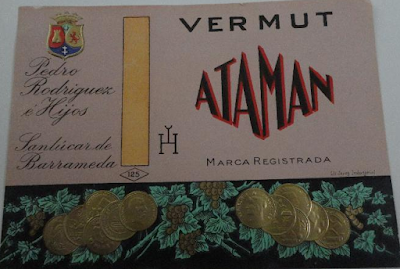 VERMUT
Pedro
Rodriguez
é Hijos
ATAMAN
Sanlúcar de
Barrameda
MARCA REGISTRADA
125